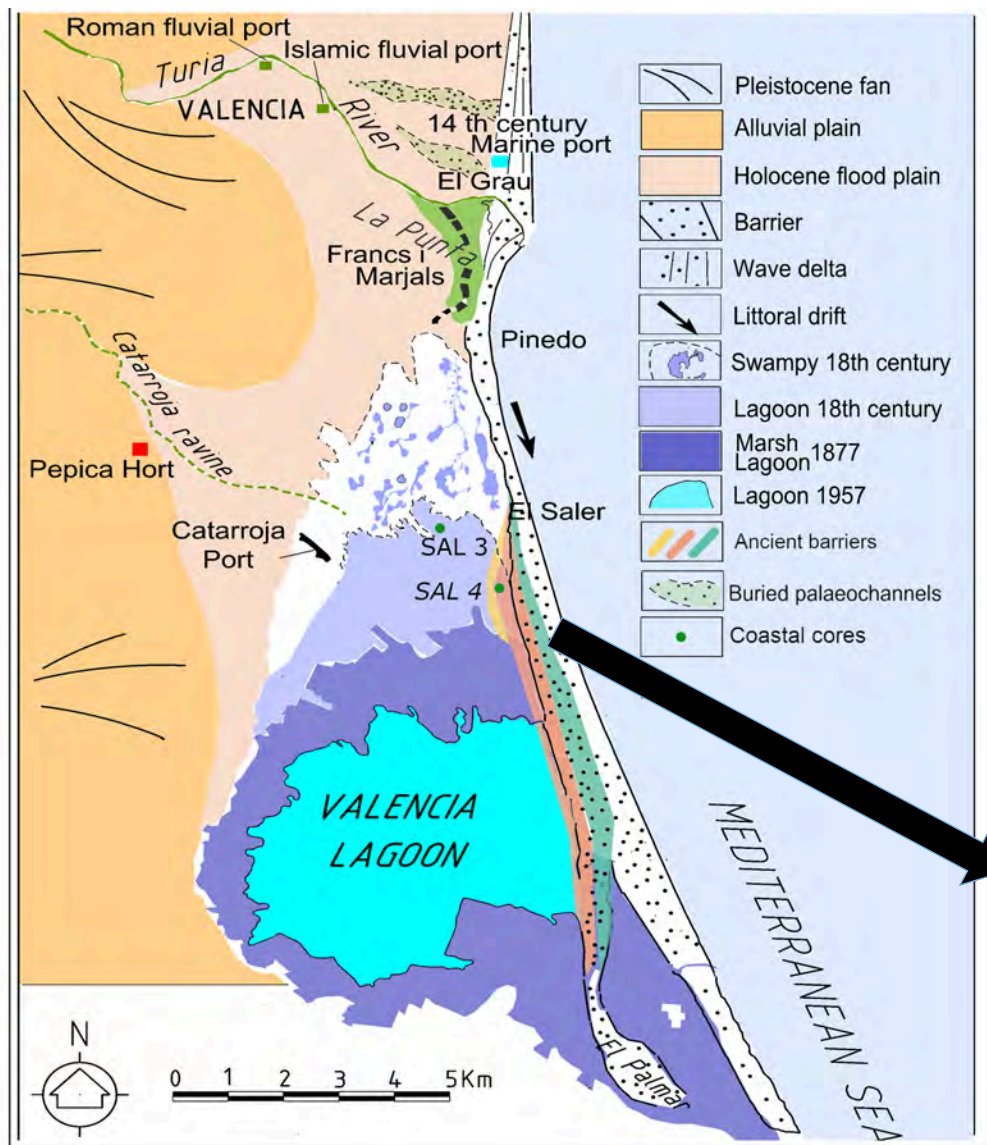 Roman fluvial port
Islamic fluvial port
Turia
River
VALENCIA
14 th century
Marine port
El Grau
La Punta
Francs i
Marjals
Pinedo
Catarroja ravine
Pepica Hort
El Saler
Catarroja
Port
SAL 3
SAL 4
VALENCIA
LAGOON
MEDITERRANEAN SEA
El Palmar
N
0 1 2 3 4 5Km
Pleistocene fan
Alluvial plain
Holocene flood plain
Barrier
Wave delta
Littoral drift
Swampy 18th century
Lagoon 18th century
Marsh
Lagoon 1877
Lagoon 1957
Ancient barriers
Buried palaeochannels
Coastal cores